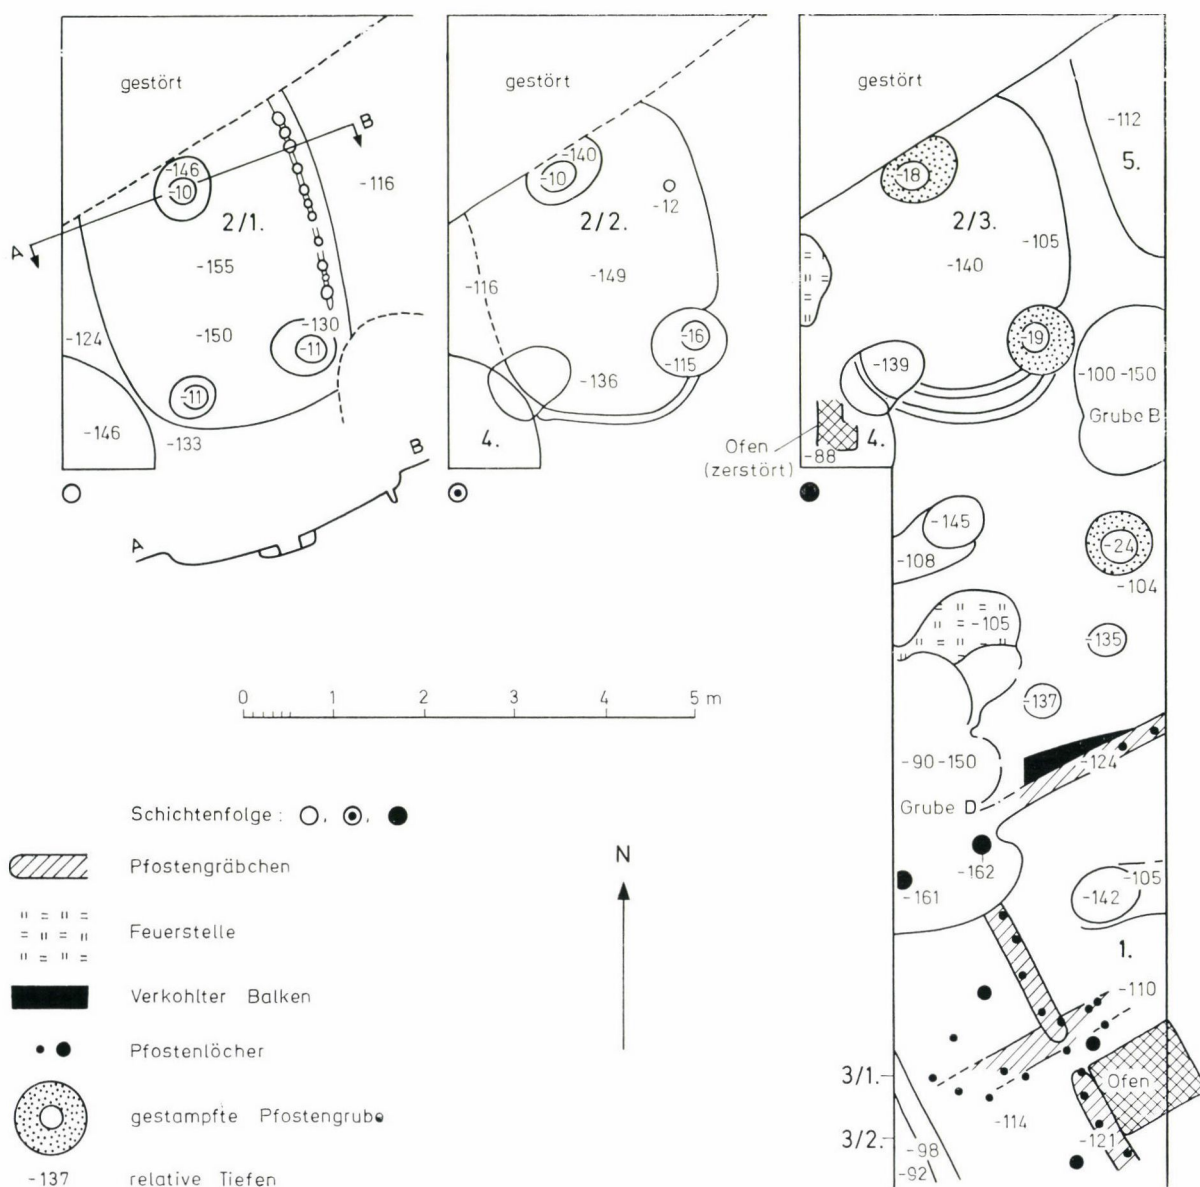 gestört
B
-146
-10
-116
2/1.
A
-155
-124
-150
-130
-11
-11
-146
-133
B
A
gestört
-140
-10
-12
2/2.
-116
-149
-16
-115
-136
4.
gestört
-112
5.
-18
2/3.
-105
-140
-19
-139
-100-150
Grube B
Ofen
(zerstört)
4.
-88
-145
-108
-24
-104
-105
-135
-137
-90-150
-124
Grube D
-162
-161
-105
-142
1.
-110
3/1.
Ofen
-114
3/2.
-121
-98
-92
0 1 2 3 4 5 m
Schichtenfolge :
Pfostengräbchen
Feuerstelle
Verkohlter Balken
Pfostenlöcher
gestampfte Pfostengrube
-137 relative Tiefen
N